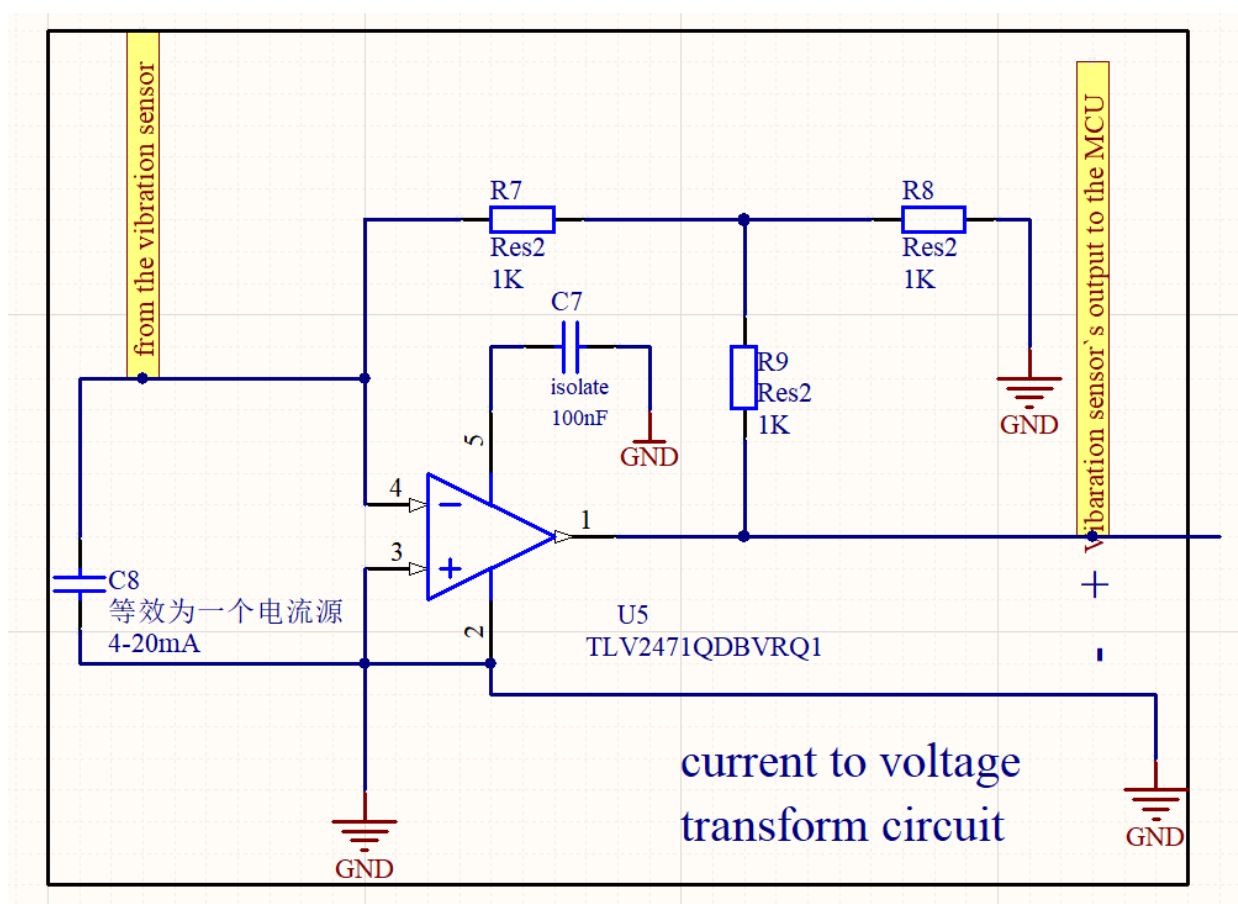 from the vibration sensor
Vibaration sensor`s output to the MCU
R7
Res2
1K
R8
Res2
1K
C7
isolate
100nF
GND
R9
Res2
1K
GND
5
4
3
1
2
C8
等效为一个电流源
4-20mA
U5
TLV2471QDBVRQ1
+
-
current to voltage
transform circuit
GND
GND